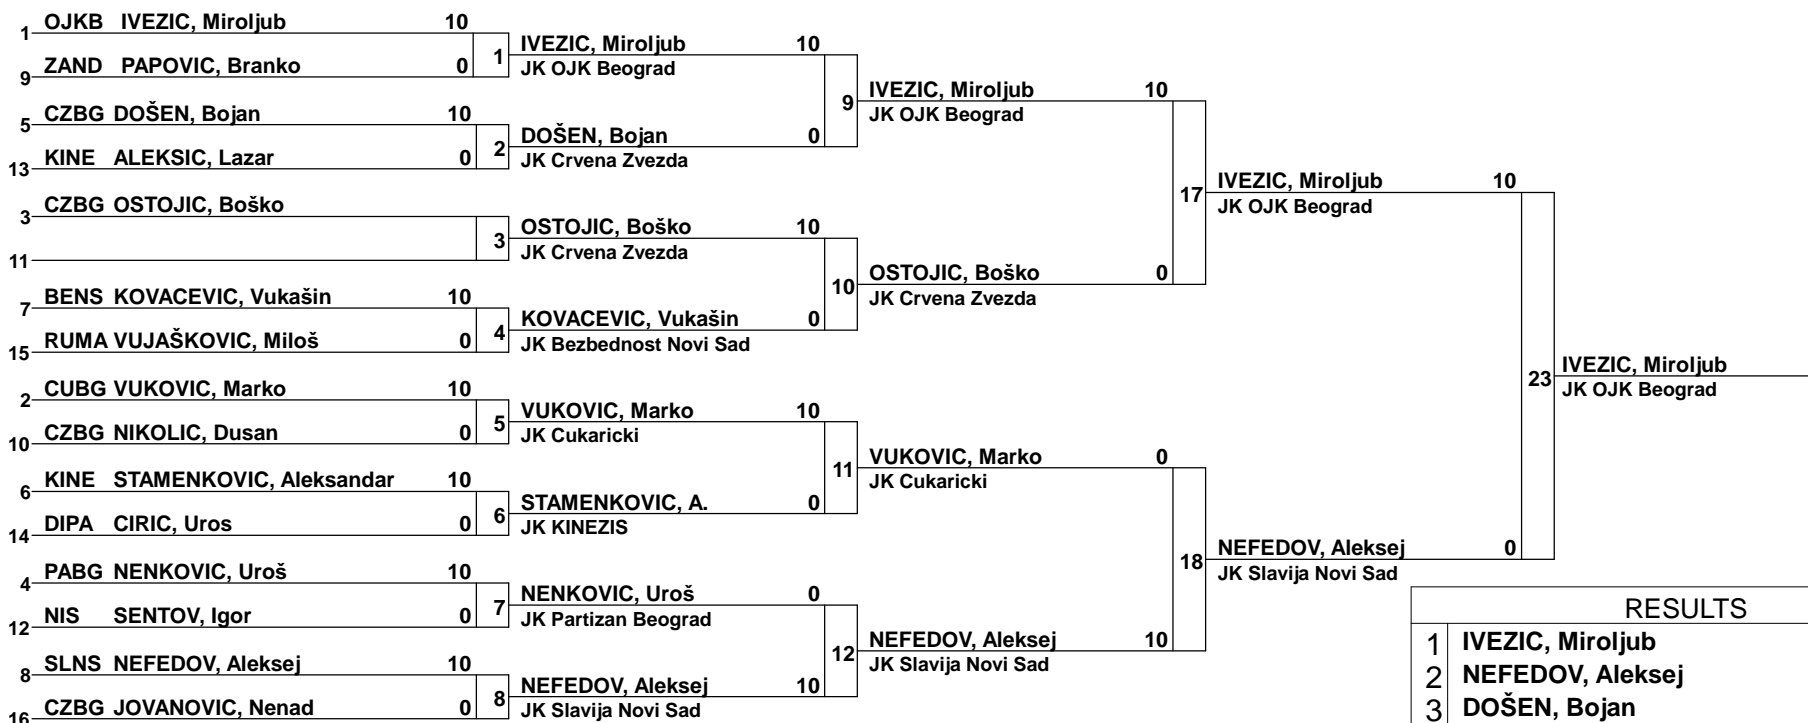 1 OJKB IVEZIC, Miroljub 10
9 ZAND PAPOVIC, Branko 0
1
5 CZBG DOŠEN, Bojan 10
13 KINE ALEKSIC, Lazar 0
2
3 CZBG OSTOJIC, Boško
11
3
7 BENS KOVACEVIC, Vukašin 10
15 RUMA VUJAŠKOVIC, Miloš 0
4
2 CUBG VUKOVIC, Marko 10
10 CZBG NIKOLIC, Dusan 0
5
6 KINE STAMENKOVIC, Aleksandar 10
14 DIPA CIRIC, Uros 0
6
4 PABG NENKOVIC, Uroš 10
12 NIS SENTOV, Igor 0
7
8 SLNS NEFEDOV, Aleksej 10
16 CZBG JOVANOVIC, Nenad 0
8
IVEZIC, Miroljub 10
JK OJK Beograd
9
DOŠEN, Bojan 0
JK Crvena Zvezda
OSTOJIC, Boško 10
JK Crvena Zvezda
10
KOVACEVIC, Vukašin 0
JK Bezbednost Novi Sad
VUKOVIC, Marko 10
JK Cukaricki
11
STAMENKOVIC, A. 0
JK KINEZIS
NENKOVIC, Uroš 0
JK Partizan Beograd
12
NEFEDOV, Aleksej 10
JK Slavija Novi Sad
IVEZIC, Miroljub 10
JK OJK Beograd
17
OSTOJIC, Boško 0
JK Crvena Zvezda
VUKOVIC, Marko 0
JK Cukaricki
18
NEFEDOV, Aleksej 10
JK Slavija Novi Sad
IVEZIC, Miroljub 10
JK OJK Beograd
23
NEFEDOV, Aleksej 0
JK Slavija Novi Sad
IVEZIC, Miroljub
JK OJK Beograd
RESULTS
1 IVEZIC, Miroljub
2 NEFEDOV, Aleksej
3 DOŠEN, Bojan